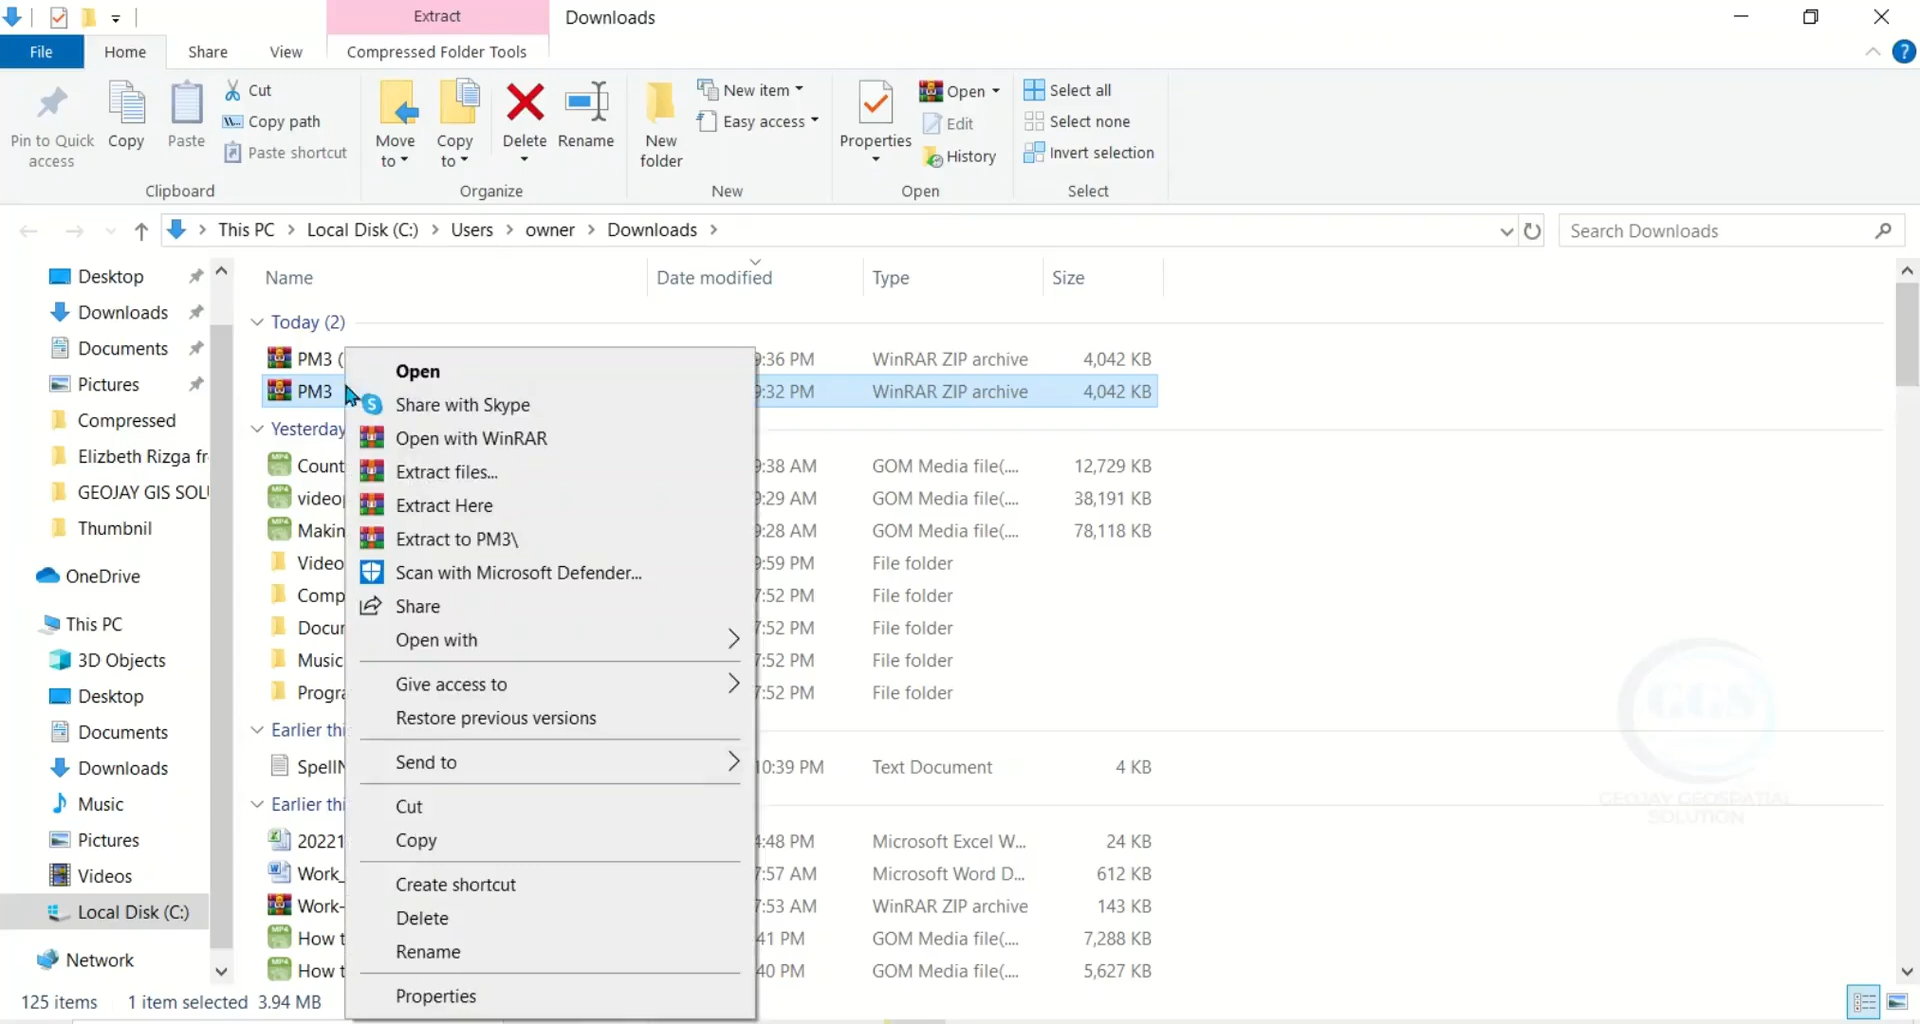 Extract
Downloads
File
Home
Share
View
Compressed Folder Tools
Pin to Quick access
Copy
Paste
Cut
Copy path
Paste shortcut
Clipboard
Move to
Copy to
Delete
Rename
Organize
New folder
New item
Easy access
New
Properties
Open
Edit
History
Open
Select all
Select none
Invert selection
Select
This PC > Local Disk (C:) > Users > owner > Downloads >
Search Downloads
Desktop
Downloads
Documents
Pictures
Compressed
Elizbeth Rizga fr
GEOJAY GIS SOLU
Thumbnil
OneDrive
This PC
3D Objects
Desktop
Documents
Downloads
Music
Pictures
Videos
Local Disk (C:)
Network
Name Date modified Type Size
Today (2)
PM3 ( 9:36 PM WinRAR ZIP archive 4,042 KB
PM3 9:32 PM WinRAR ZIP archive 4,042 KB
Yesterday
Count 9:38 AM GOM Media file(.... 12,729 KB
video 9:29 AM GOM Media file(.... 38,191 KB
Makin 9:28 AM GOM Media file(.... 78,118 KB
Video :59 PM File folder
Comp 7:52 PM File folder
Docur 7:52 PM File folder
Music 7:52 PM File folder
Progra 7:52 PM File folder
Earlier thi
SpellN 10:39 PM Text Document 4 KB
Earlier thi
20221 4:48 PM Microsoft Excel W... 24 KB
Work_ 7:57 AM Microsoft Word D... 612 KB
Work- 7:53 AM WinRAR ZIP archive 143 KB
How t 41 PM GOM Media file(.... 7,288 KB
How t 40 PM GOM Media file(.... 5,627 KB
Open
Share with Skype
Open with WinRAR
Extract files...
Extract Here
Extract to PM3\
Scan with Microsoft Defender...
Share
Open with
Give access to
Restore previous versions
Send to
Cut
Copy
Create shortcut
Delete
Rename
Properties
GGS
GEOJAY GEOSPATIAL
SOLUTION
125 items 1 item selected 3.94 MB